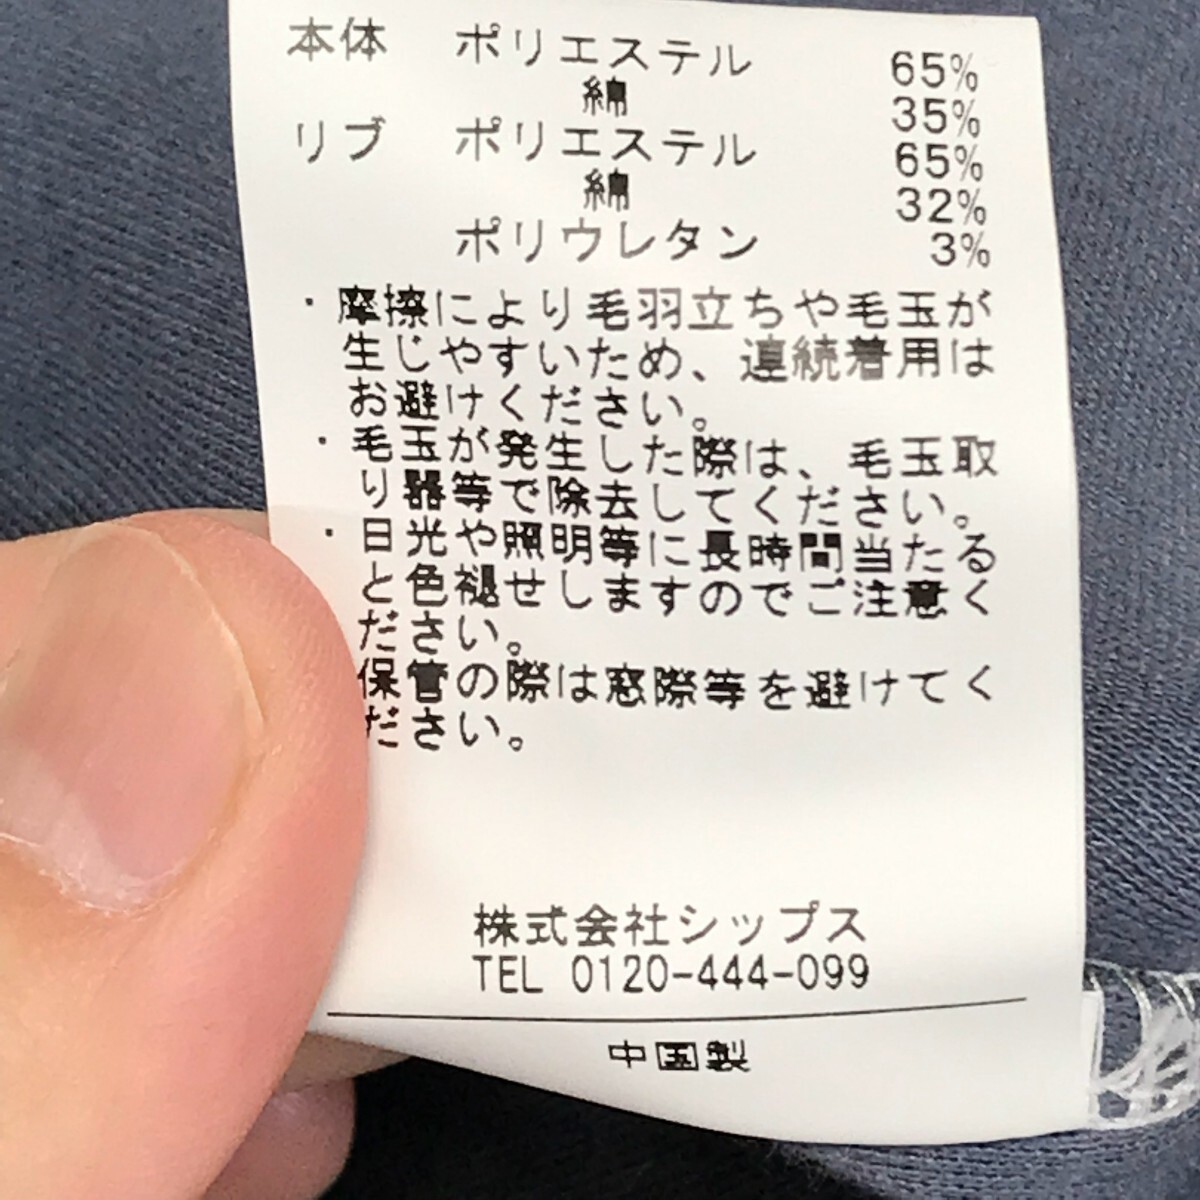 本体 ポリエステル 65%
綿 35%
リブ ポリエステル 65%
綿 32%
ポリウレタン 3%
・摩擦により毛羽立ちや毛玉が
生じやすいため、連続着用は
お避けください。
・毛玉が発生した際は、毛玉取
り器等で除去してください。
・日光や照明等に長時間当たる
と色褪せしますのでご注意く
ださい。
保管の際は窓際等を避けてく
ださい。
株式会社シップス
TEL 0120-444-099
中国製